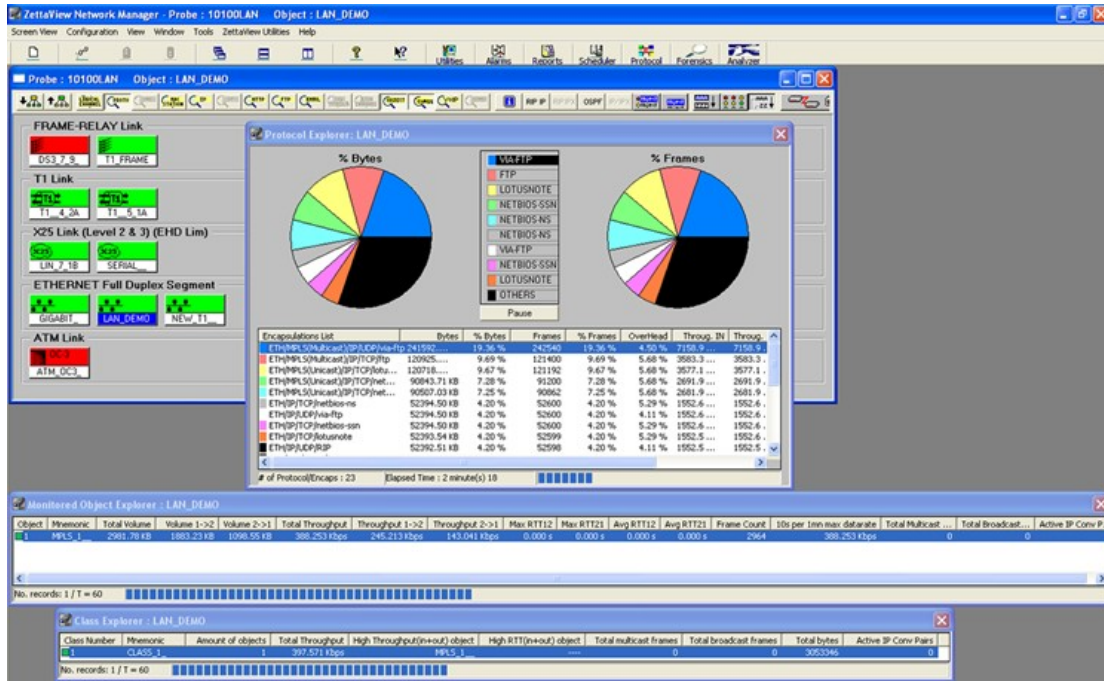 ZettaView Network Manager - Probe : 10100LAN Object : LAN_DEMO
Screen View Configuration View Window Tools ZettaView Utilities Help
Utilities Alarms Reports Scheduler Protocol Forensics Analyzer
Probe : 10100LAN Object : LAN_DEMO
RIP IP OSPF
FRAME-RELAY Link
DS3_7_9_ T1_FRAME
T1 Link
T1__4_2A T1__5_1A
X25 Link (Level 2 & 3) (EHD Lim)
LIN_7_1B SERIAL__
ETHERNET Full Duplex Segment
GIGABIT_ LAN_DEMO NEW_T1__
ATM Link
OC-3
ATM_OC3_
Protocol Explorer: LAN_DEMO
% Bytes % Frames
VIA-FTP
FTP
LOTUSNOTE
NETBIOS-SSN
NETBIOS-NS
NETBIOS-NS
VIA-FTP
NETBIOS-SSN
LOTUSNOTE
OTHERS
Pause
Encapsulations List Bytes % Bytes Frames % Frames OverHead Throug. IN Throug.
ETH/MPLS(Multicast)/IP/UDP/via-ftp 241592.... 19.36 % 242540 19.36 % 4.50 % 7158.9 ... 7158.9 .
ETH/MPLS(Multicast)/IP/TCP/ftp 120925.... 9.69 % 121400 9.69 % 5.68 % 3583.3 ... 3583.3 .
ETH/MPLS(Unicast)/IP/TCP/lotu... 120718.... 9.67 % 121192 9.67 % 5.68 % 3577.1 ... 3577.1 .
ETH/MPLS(Unicast)/IP/TCP/net... 90843.71 KB 7.28 % 91200 7.28 % 5.68 % 2691.9 ... 2691.9 .
ETH/MPLS(Unicast)/IP/TCP/net... 90507.03 KB 7.25 % 90862 7.25 % 5.68 % 2681.9 ... 2681.9 .
ETH/IP/TCP/netbios-ns 52394.50 KB 4.20 % 52600 4.20 % 5.29 % 1552.6 ... 1552.6 .
ETH/IP/UDP/via-ftp 52394.50 KB 4.20 % 52600 4.20 % 4.11 % 1552.6 ... 1552.6 .
ETH/IP/TCP/netbios-ssn 52394.50 KB 4.20 % 52600 4.20 % 5.29 % 1552.6 ... 1552.6 .
ETH/IP/TCP/lotusnote 52393.54 KB 4.20 % 52599 4.20 % 5.29 % 1552.5 ... 1552.6 .
ETH/IP/UDP/RIP 52392.51 KB 4.20 % 52598 4.20 % 4.11 % 1552.5 ... 1552.5 .
# of Protocol/Encaps : 23 Elapsed Time : 2 minute(s) 18
Monitored Object Explorer : LAN_DEMO
Object Mnemonic Total Volume Volume 1->2 Volume 2->1 Total Throughput Throughput 1->2 Throughput 2->1 Max RTT12 Max RTT21 Avg RTT12 Avg RTT21 Frame Count 10s per 1mn max datarate Total Multicast ... Total Broadcast... Active IP Conv P
1 MPLS_1__ 2981.78 KB 1883.23 KB 1098.55 KB 388.253 Kbps 245.213 Kbps 143.041 Kbps 0.000 s 0.000 s 0.000 s 0.000 s 2964 388.253 Kbps 0 0
No. records: 1 / T = 60
Class Explorer : LAN_DEMO
Class Number Mnemonic Amount of objects Total Throughput High Throughput(in+out) object High RTT(in+out) object Total multicast frames Total broadcast frames Total bytes Active IP Conv Pairs
1 CLASS_1_ 1 397.571 Kbps MPLS_1__ ---- 0 0 3053346 0
No. records: 1 / T = 60